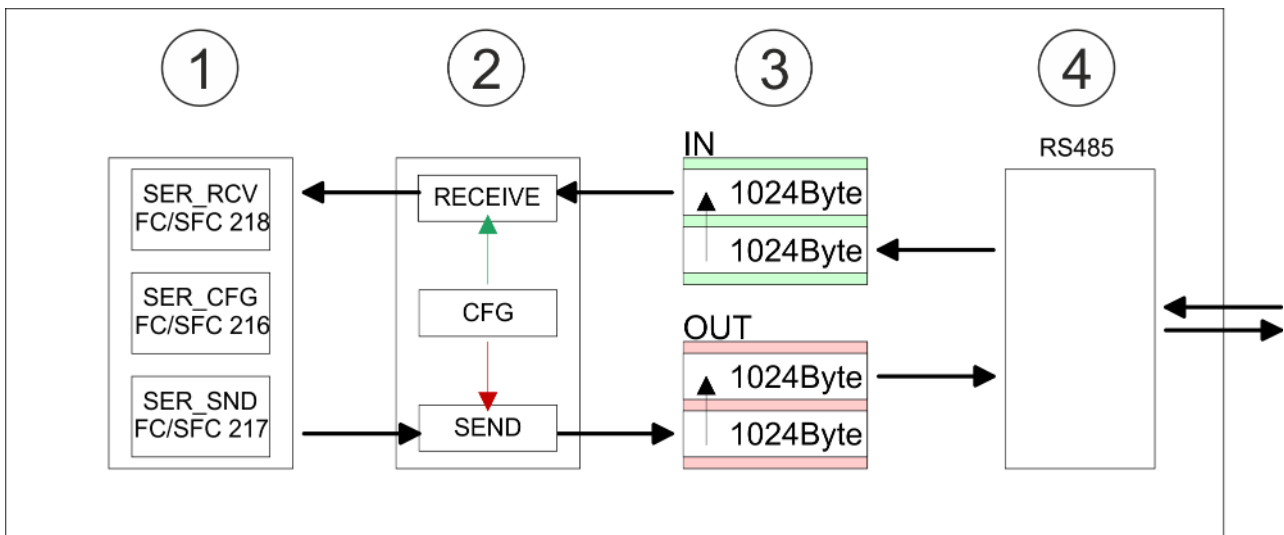 1
2
3
4
SER_RCV
FC/SFC 218
SER_CFG
FC/SFC 216
SER_SND
FC/SFC 217
RECEIVE
CFG
SEND
IN
1024Byte
1024Byte
OUT
1024Byte
1024Byte
RS485